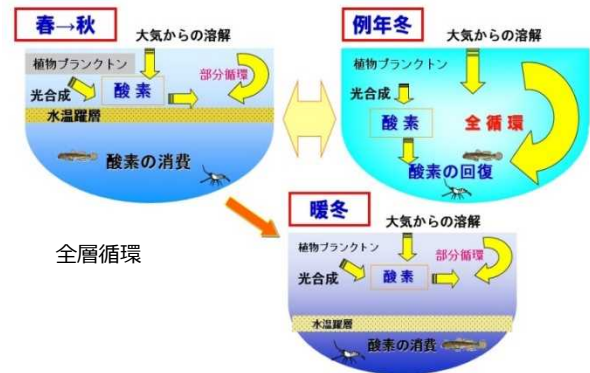 春→秋
大気からの溶解
植物プランクトン
部分循環
光合成
酸素
水温躍層
酸素の消費
例年冬
大気からの溶解
植物プランクトン
光合成
酸素
全循環
酸素の回復
暖冬
大気からの溶解
植物プランクトン
部分循環
光合成
酸素
水温躍層
酸素の消費
全層循環